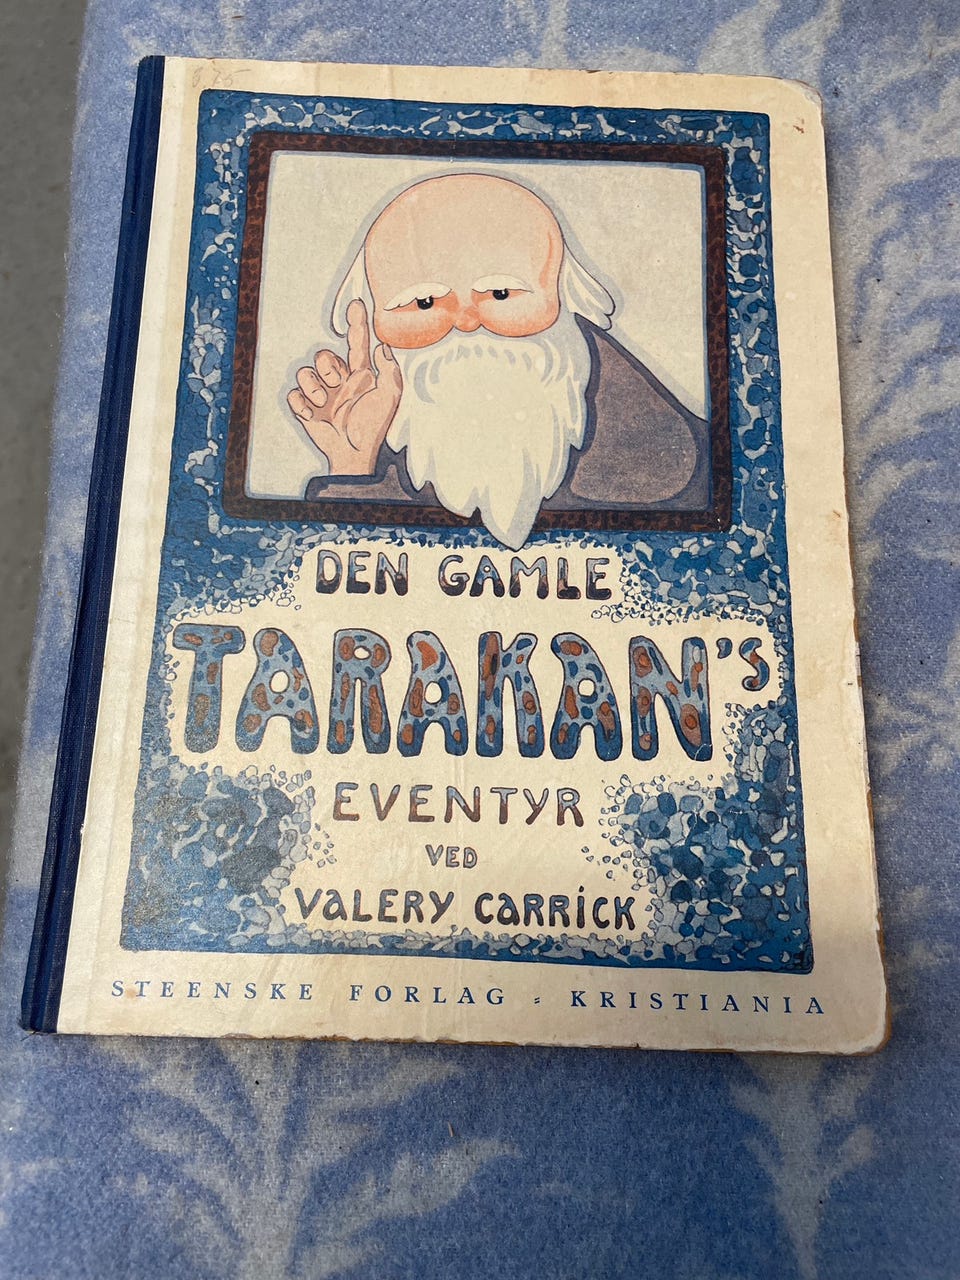 DEN GAMLE
TARAKAN'S
EVENTYR
VED
VALERY CARRICK
STEENSKE FORLAG = KRISTIANIA